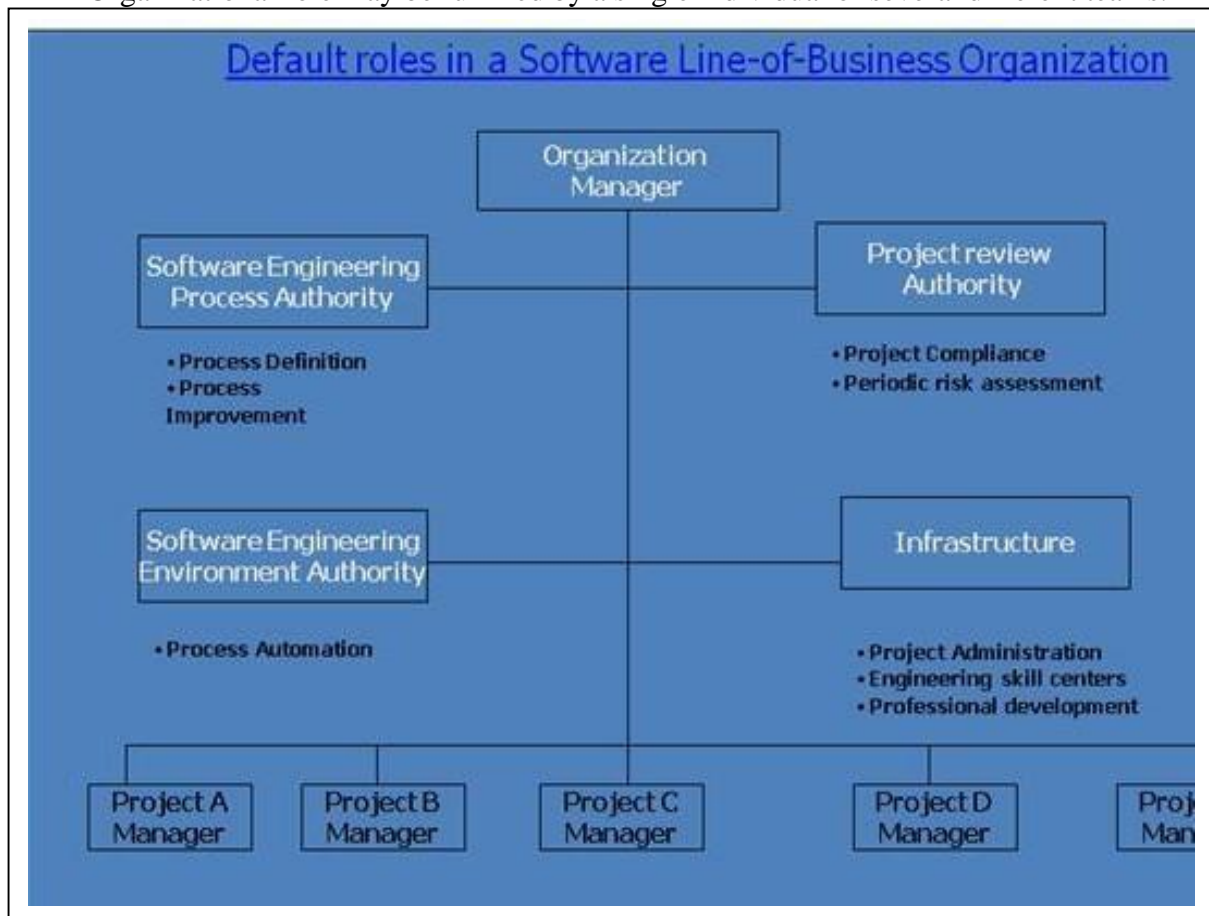 Default roles in a Software Line-of-Business Organization
Organization
Manager
Software Engineering
Process Authority
Project review
Authority
• Process Definition
• Process
Improvement
• Project Compliance
• Periodic risk assessment
Software Engineering
Environment Authority
Infrastructure
• Process Automation
• Project Administration
• Engineering skill centers
• Professional development
Project A
Manager
Project B
Manager
Project C
Manager
Project D
Manager
Proj
Man